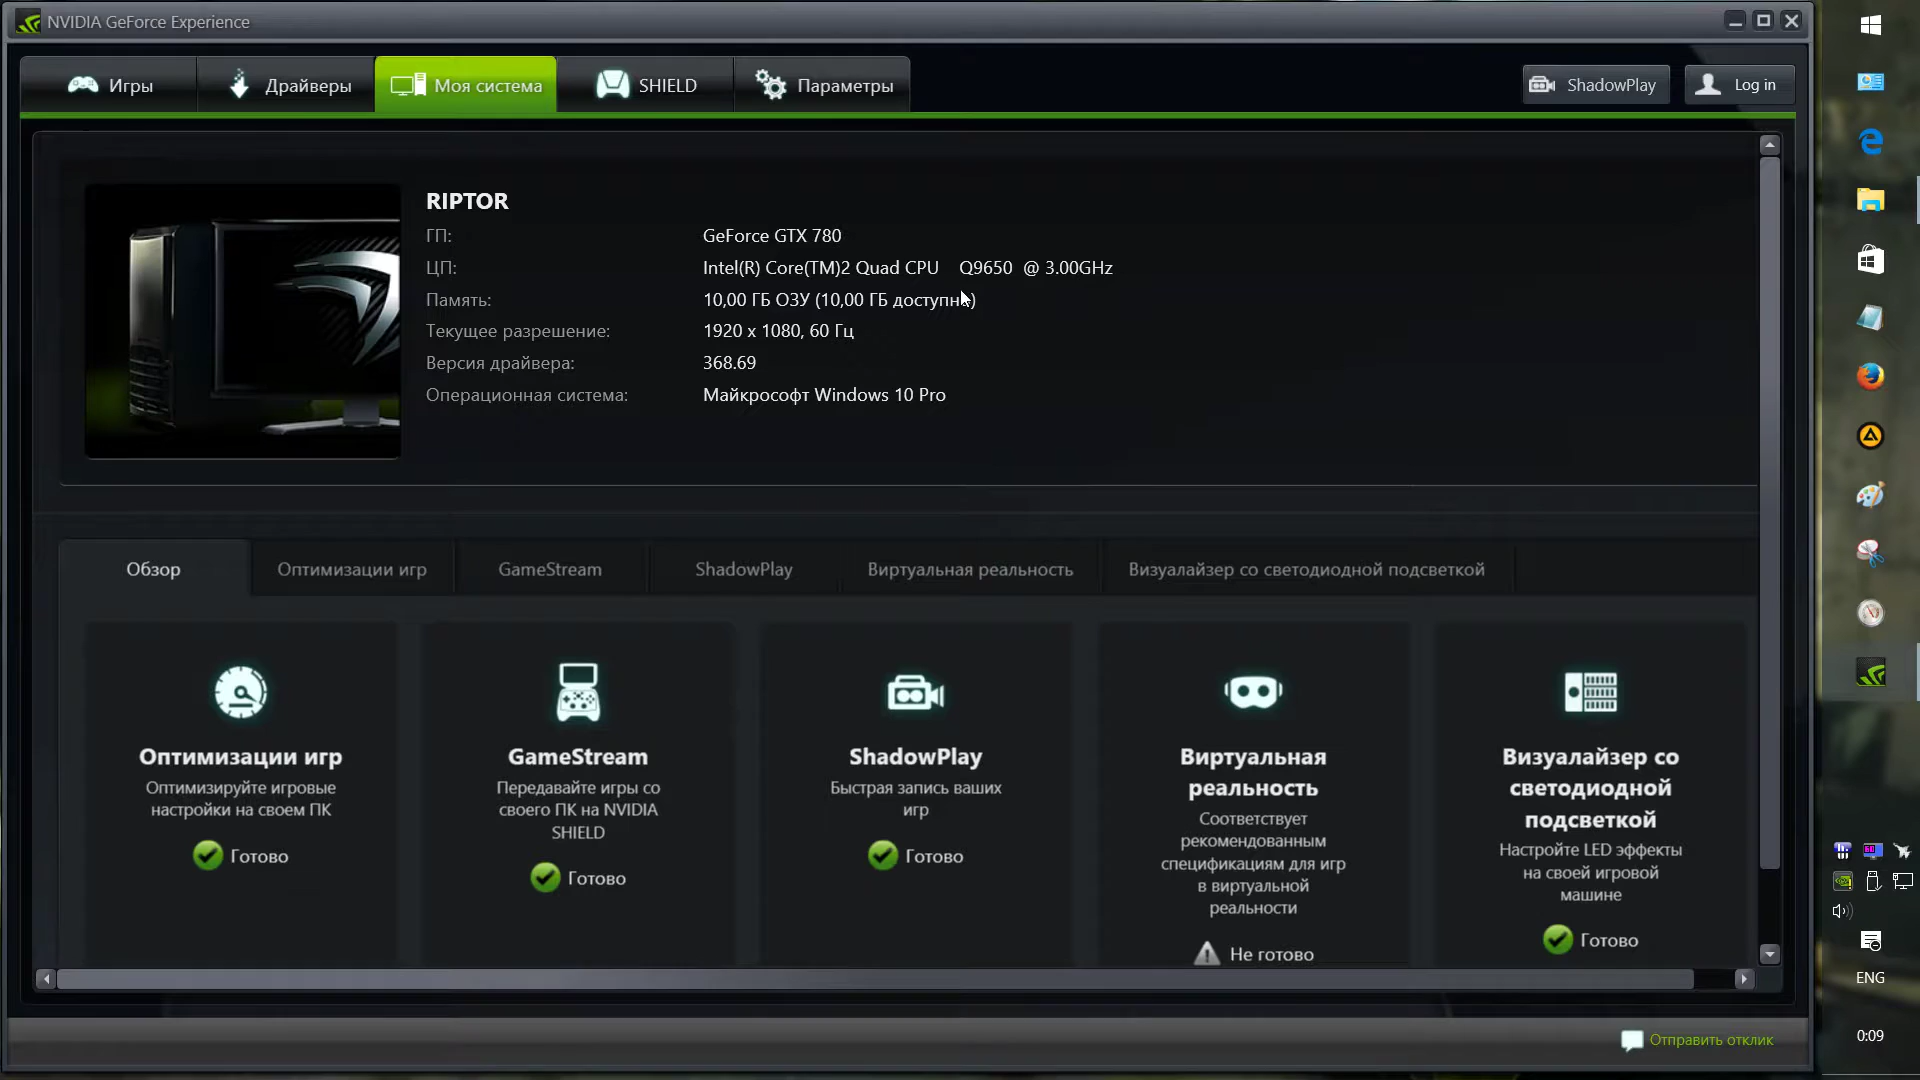 NVIDIA GeForce Experience
Игры
Драйверы
Моя система
SHIELD
Параметры
ShadowPlay
Log in
RIPTOR
ГП: GeForce GTX 780
ЦП: Intel(R) Core(TM)2 Quad CPU Q9650 @ 3.00GHz
Память: 10,00 ГБ ОЗУ (10,00 ГБ доступно)
Текущее разрешение: 1920 x 1080, 60 Гц
Версия драйвера: 368.69
Операционная система: Майкрософт Windows 10 Pro
Обзор
Оптимизации игр
GameStream
ShadowPlay
Виртуальная реальность
Визуалайзер со светодиодной подсветкой
Оптимизации игр
Оптимизируйте игровые
настройки на своем ПК
Готово
GameStream
Передавайте игры со
своего ПК на NVIDIA
SHIELD
Готово
ShadowPlay
Быстрая запись ваших
игр
Готово
Виртуальная
реальность
Соответствует
рекомендованным
спецификациям для игр
в виртуальной
реальности
Не готово
Визуалайзер со
светодиодной
подсветкой
Настройте LED эффекты
на своей игровой
машине
Готово
Отправить отклик
ENG
0:09